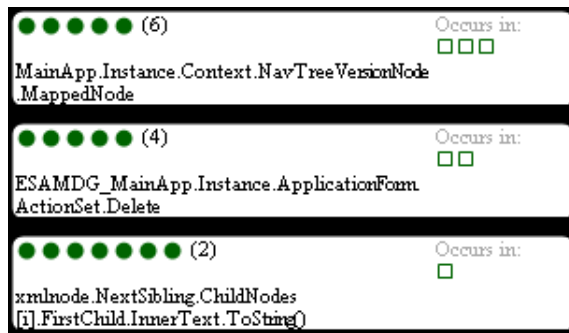 (6) Occurs in:
MainApp.Instance.Context.NavTreeVersionNode
.MappedNode
(4) Occurs in:
ESAMDG_MainApp.Instance.ApplicationForm.
ActionSet.Delete
(2) Occurs in:
xmlnode.NextSibling.ChildNodes
[i].FirstChild.InnerText.ToString()